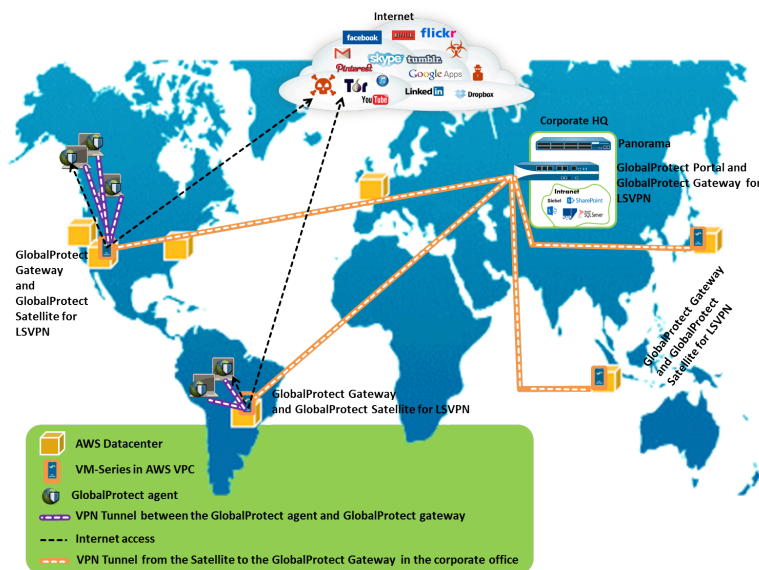 Internet
facebook
flickr
skype tumblr.
Pinterest
Google Apps
Tor
YouTube
LinkedIn
Dropbox
Corporate HQ
Panorama
GlobalProtect Portal and
GlobalProtect Gateway for
LSVPN
Intranet
Siebel
SharePoint
SQL Server
GlobalProtect
Gateway
and
GlobalProtect
Satellite for
LSVPN
GlobalProtect Gateway
and GlobalProtect Satellite for LSVPN
GlobalProtect Gateway
and GlobalProtect
Satellite for LSVPN
AWS Datacenter
VM-Series in AWS VPC
GlobalProtect agent
VPN Tunnel between the GlobalProtect agent and GlobalProtect gateway
Internet access
VPN Tunnel from the Satellite to the GlobalProtect Gateway in the corporate office